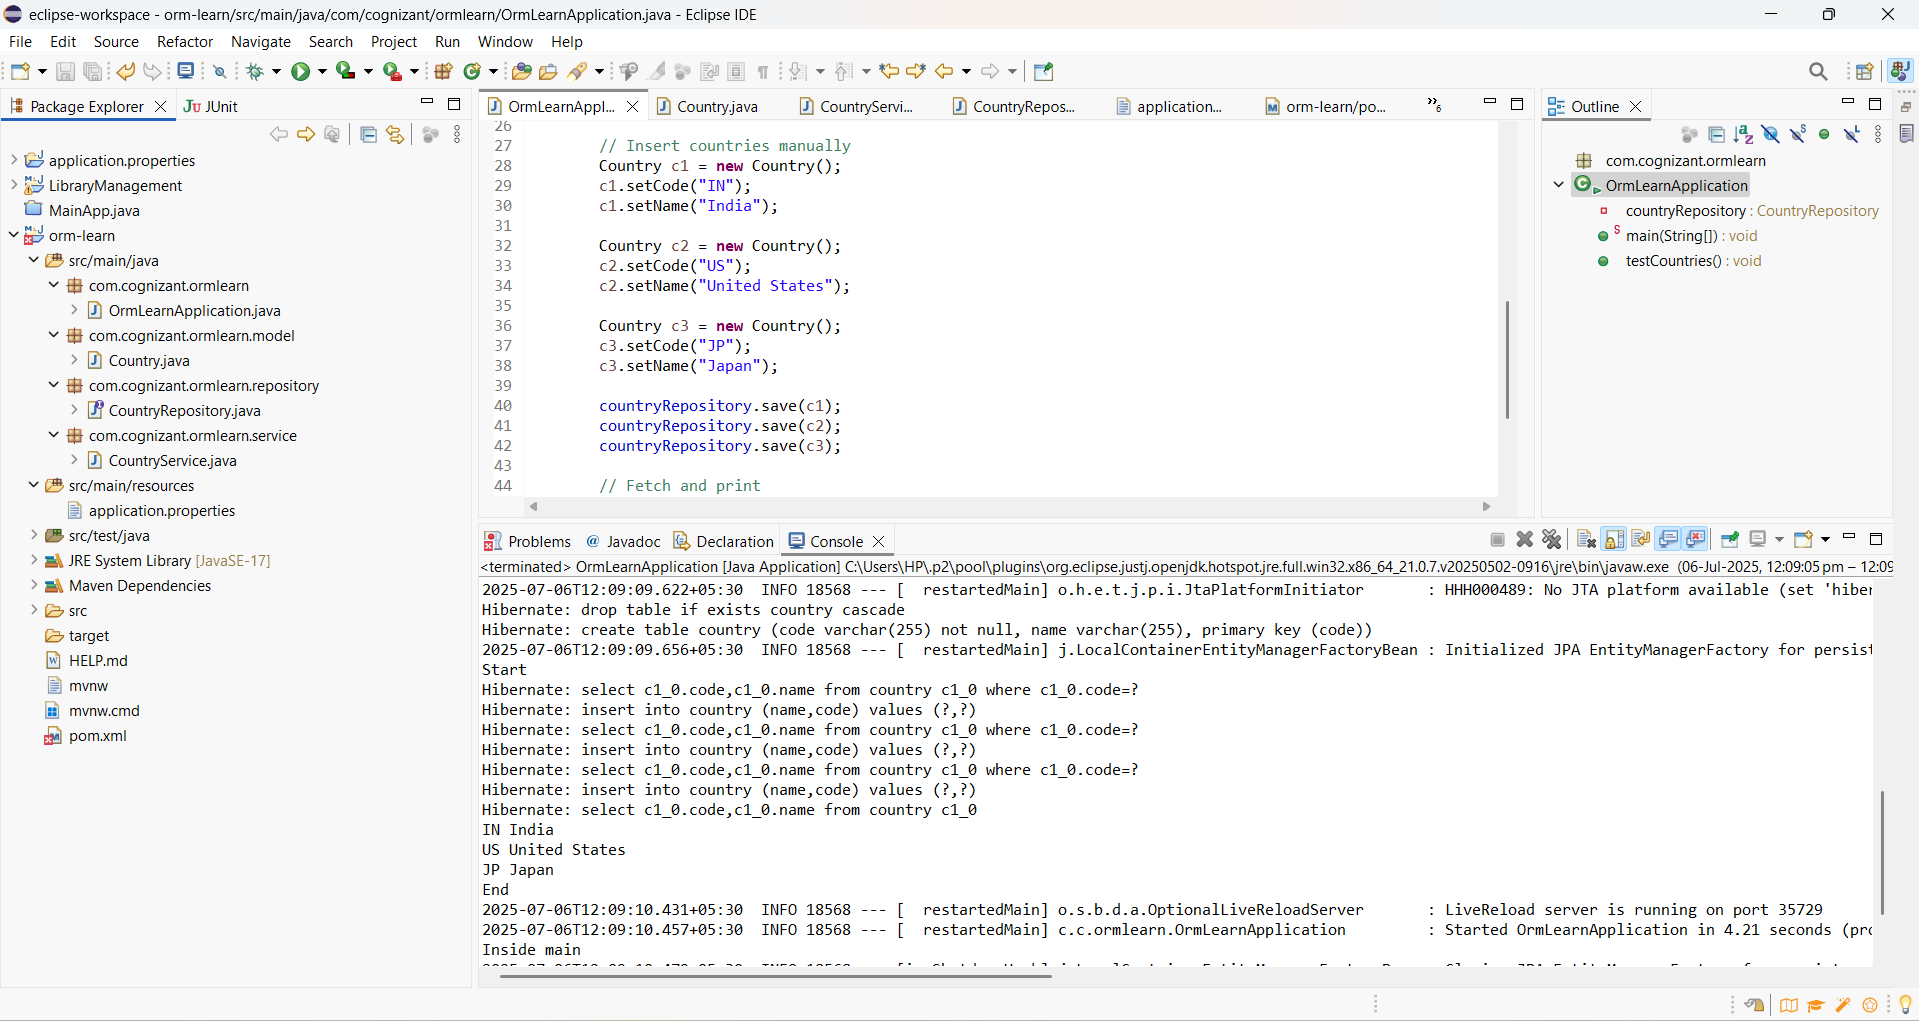 eclipse-workspace - orm-learn/src/main/java/com/cognizant/ormlearn/OrmLearnApplication.java - Eclipse IDE
File Edit Source Refactor Navigate Search Project Run Window Help
Package Explorer
JUnit
application.properties
LibraryManagement
MainApp.java
orm-learn
src/main/java
com.cognizant.ormlearn
OrmLearnApplication.java
com.cognizant.ormlearn.model
Country.java
com.cognizant.ormlearn.repository
CountryRepository.java
com.cognizant.ormlearn.service
CountryService.java
src/main/resources
application.properties
src/test/java
JRE System Library [JavaSE-17]
Maven Dependencies
src
target
HELP.md
mvnw
mvnw.cmd
pom.xml
OrmLearnAppl... Country.java CountryServi... CountryRepos... application... orm-learn/po... »6
26
27 // Insert countries manually
28 Country c1 = new Country();
29 c1.setCode("IN");
30 c1.setName("India");
31
32 Country c2 = new Country();
33 c2.setCode("US");
34 c2.setName("United States");
35
36 Country c3 = new Country();
37 c3.setCode("JP");
38 c3.setName("Japan");
39
40 countryRepository.save(c1);
41 countryRepository.save(c2);
42 countryRepository.save(c3);
43
44 // Fetch and print
Outline
com.cognizant.ormlearn
OrmLearnApplication
countryRepository : CountryRepository
main(String[]) : void
testCountries() : void
Problems Javadoc Declaration Console
<terminated> OrmLearnApplication [Java Application] C:\Users\HP\.p2\pool\plugins\org.eclipse.justj.openjdk.hotspot.jre.full.win32.x86_64_21.0.7.v20250502-0916\jre\bin\javaw.exe (06-Jul-2025, 12:09:05 pm – 12:09
2025-07-06T12:09:09.622+05:30 INFO 18568 --- [ restartedMain] o.h.e.t.j.p.i.JtaPlatformInitiator : HHH000489: No JTA platform available (set 'hiber
Hibernate: drop table if exists country cascade
Hibernate: create table country (code varchar(255) not null, name varchar(255), primary key (code))
2025-07-06T12:09:09.656+05:30 INFO 18568 --- [ restartedMain] j.LocalContainerEntityManagerFactoryBean : Initialized JPA EntityManagerFactory for persist
Start
Hibernate: select c1_0.code,c1_0.name from country c1_0 where c1_0.code=?
Hibernate: insert into country (name,code) values (?,?)
Hibernate: select c1_0.code,c1_0.name from country c1_0 where c1_0.code=?
Hibernate: insert into country (name,code) values (?,?)
Hibernate: select c1_0.code,c1_0.name from country c1_0 where c1_0.code=?
Hibernate: insert into country (name,code) values (?,?)
Hibernate: select c1_0.code,c1_0.name from country c1_0
IN India
US United States
JP Japan
End
2025-07-06T12:09:10.431+05:30 INFO 18568 --- [ restartedMain] o.s.b.d.a.OptionalLiveReloadServer : LiveReload server is running on port 35729
2025-07-06T12:09:10.457+05:30 INFO 18568 --- [ restartedMain] c.c.ormlearn.OrmLearnApplication : Started OrmLearnApplication in 4.21 seconds (pro
Inside main